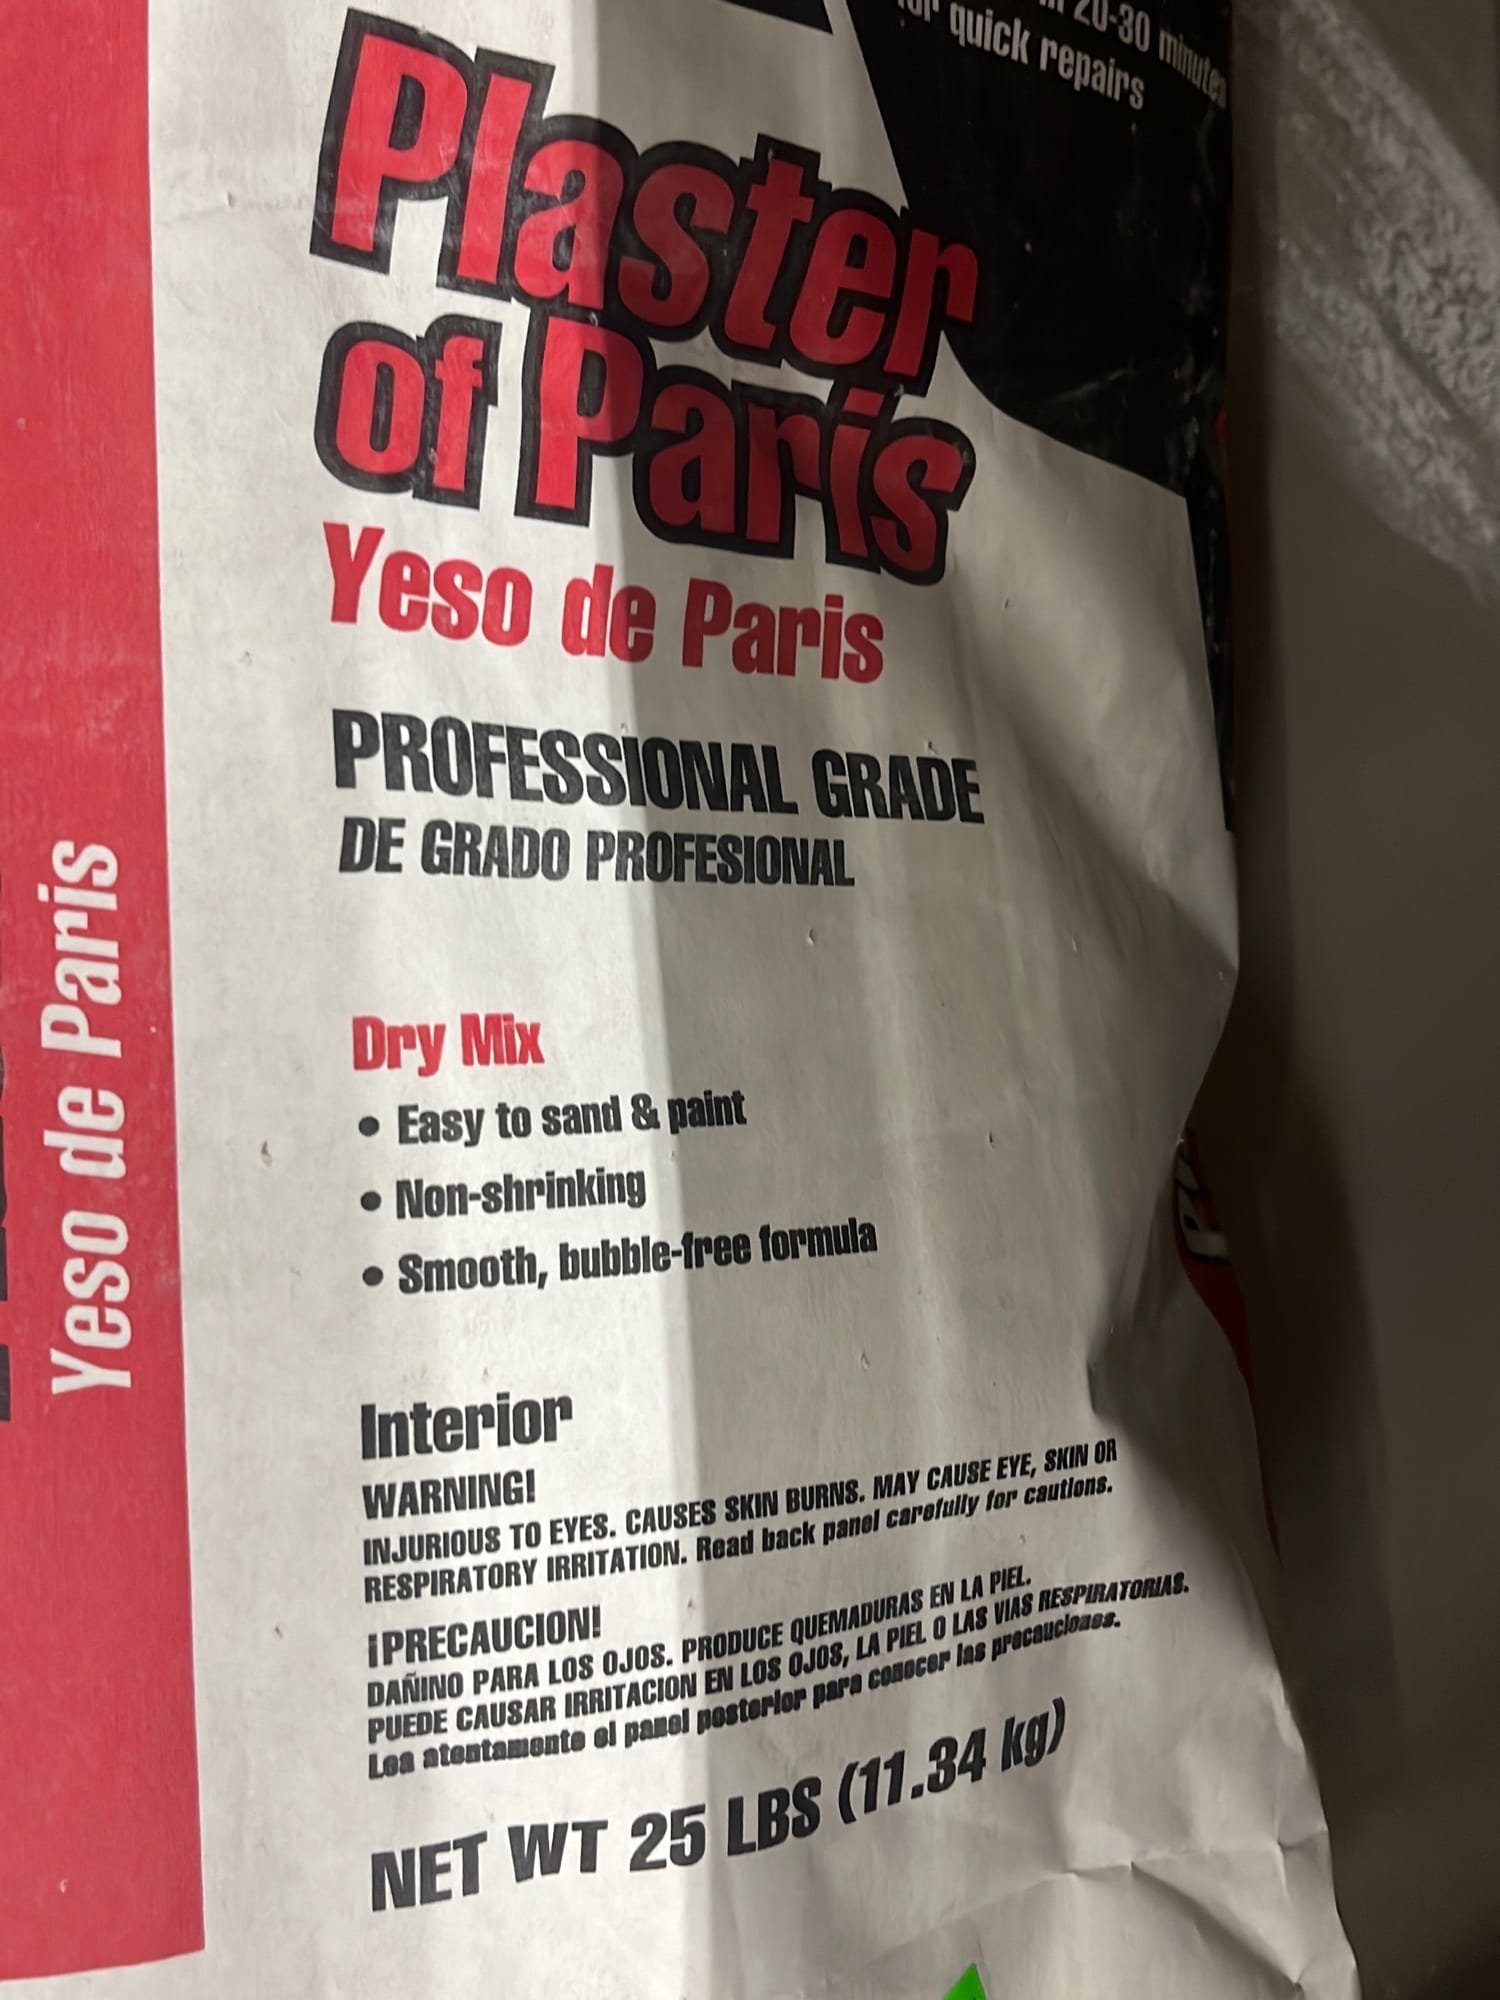 20-30 minutes
for quick repairs
Plaster
of Paris
Yeso de Paris
PROFESSIONAL GRADE
DE GRADO PROFESIONAL
Dry Mix
• Easy to sand & paint
• Non-shrinking
• Smooth, bubble-free formula
Interior
WARNING!
INJURIOUS TO EYES. CAUSES SKIN BURNS. MAY CAUSE EYE, SKIN OR
RESPIRATORY IRRITATION. Read back panel carefully for cautions.
¡PRECAUCION!
DAÑINO PARA LOS OJOS. PRODUCE QUEMADURAS EN LA PIEL.
PUEDE CAUSAR IRRITACION EN LOS OJOS, LA PIEL O LAS VIAS RESPIRATORIAS.
Lea atentamente el panel posterior para conocer las precauciones.
NET WT 25 LBS (11.34 kg)
Yeso de Paris